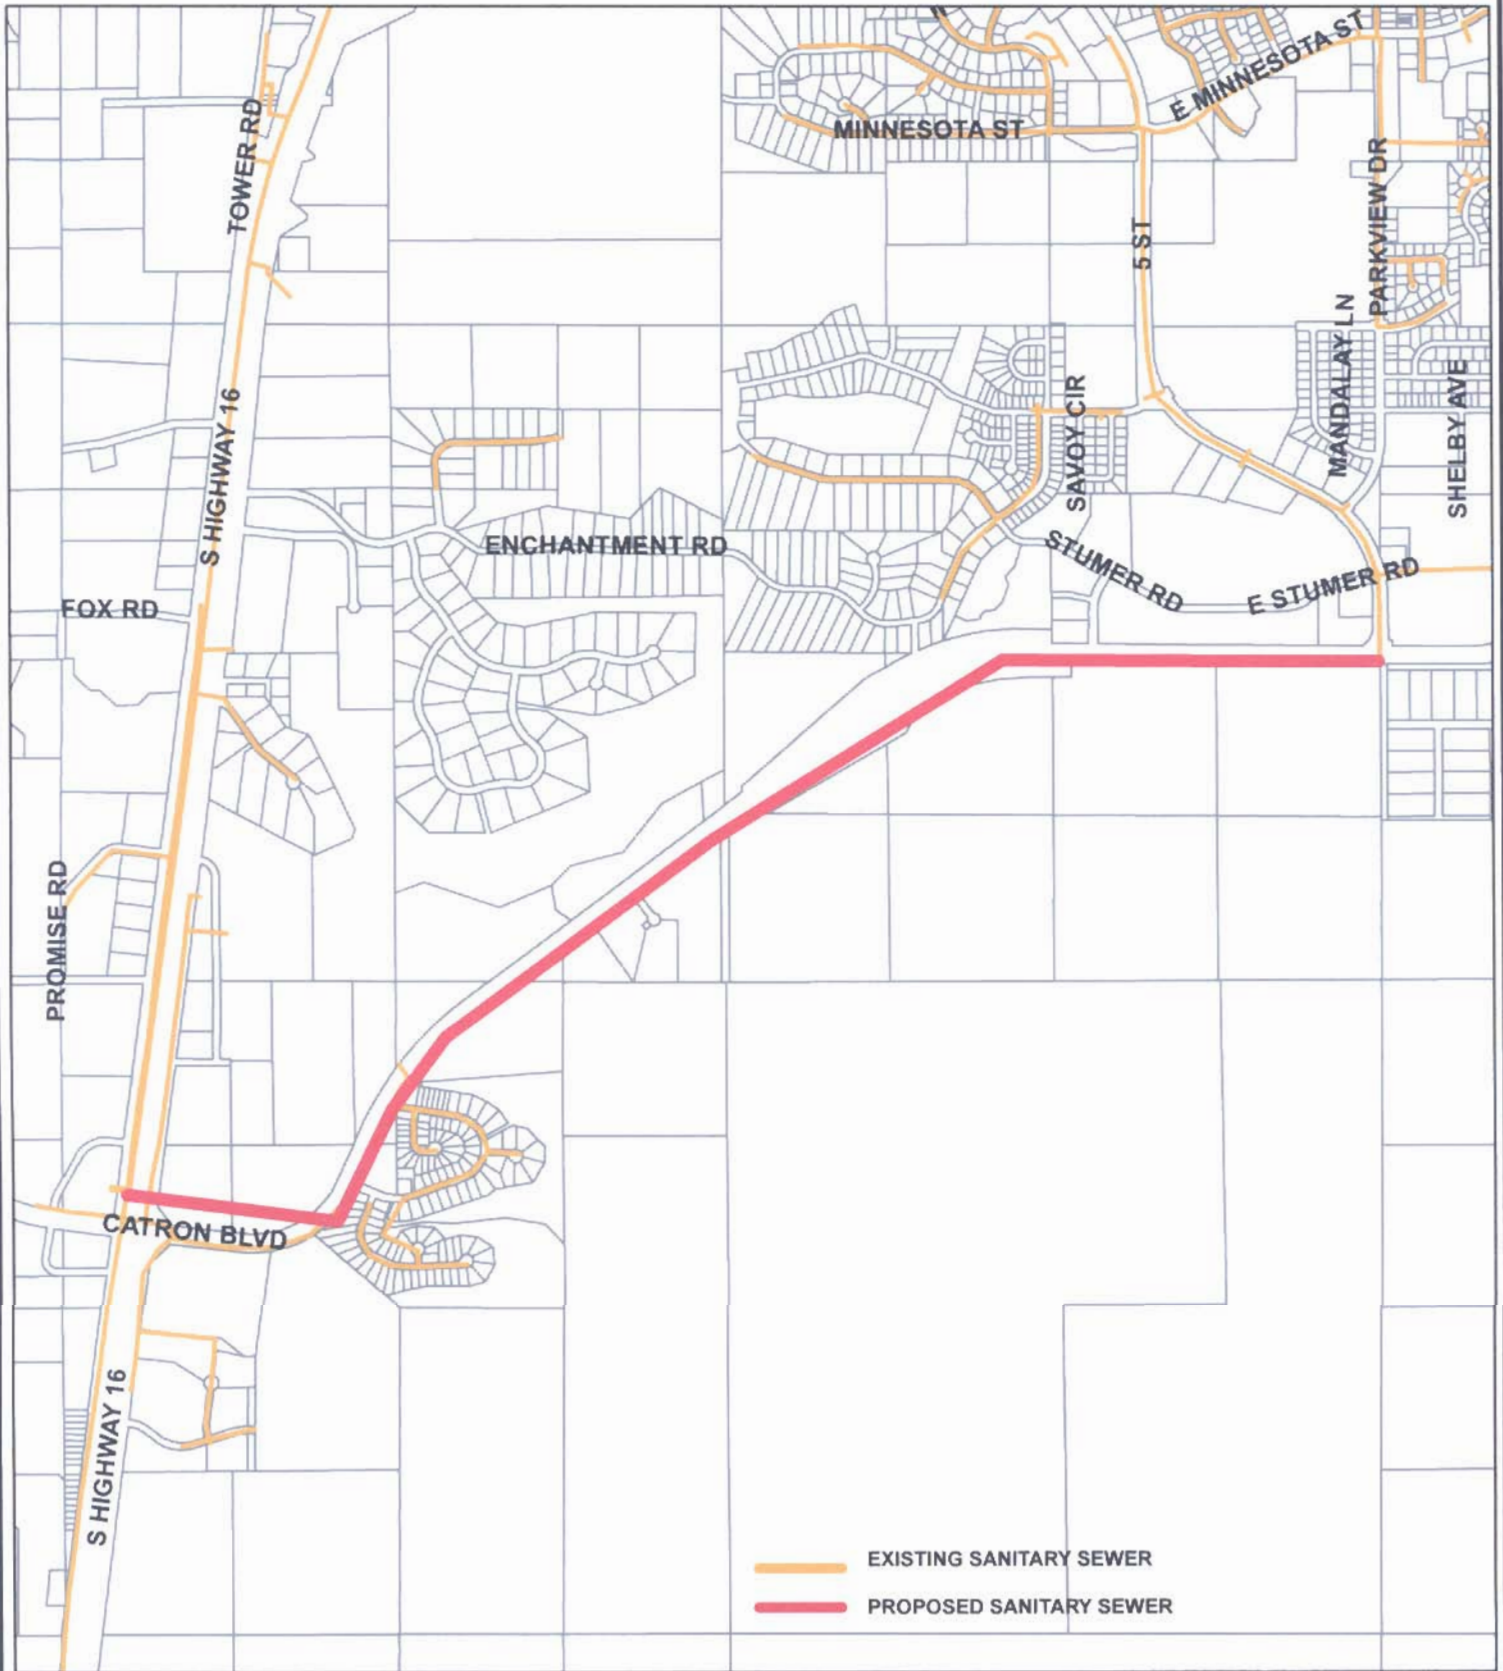 E MINNESOTA ST
MINNESOTA ST
TOWER RD
PARKVIEW DR
5 ST
MANDALAY LN
SHELBY AVE
SAVOY CIR
S HIGHWAY 16
ENCHANTMENT RD
STUMER RD
E STUMER RD
FOX RD
PROMISE RD
CATRON BLVD
S HIGHWAY 16
EXISTING SANITARY SEWER
PROPOSED SANITARY SEWER